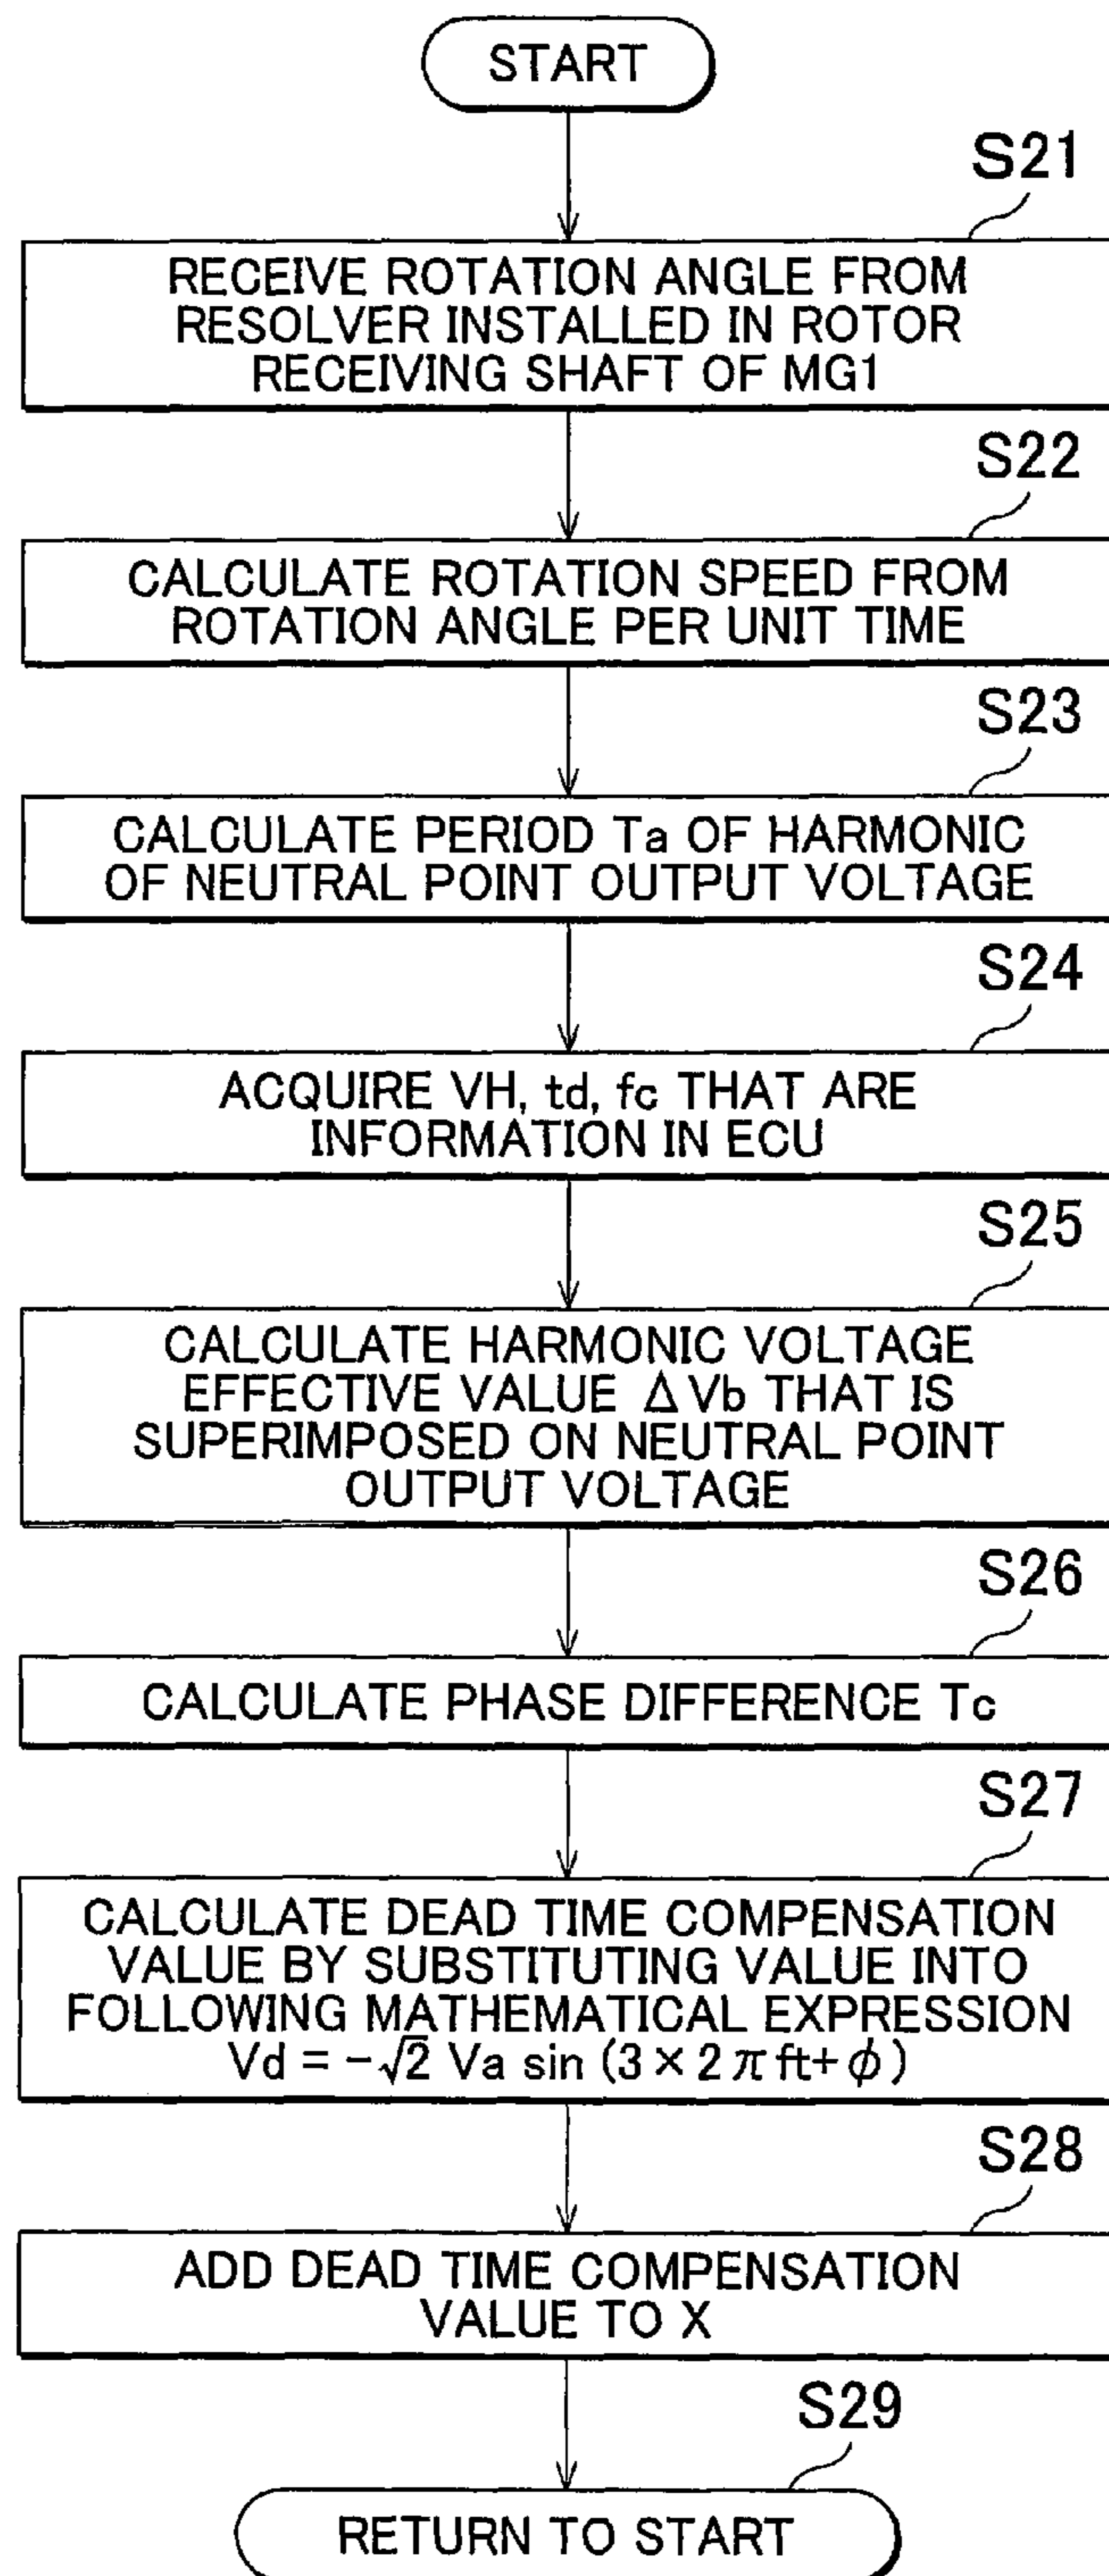 START
S21
RECEIVE ROTATION ANGLE FROM
RESOLVER INSTALLED IN ROTOR
RECEIVING SHAFT OF MG1
S22
CALCULATE ROTATION SPEED FROM
ROTATION ANGLE PER UNIT TIME
S23
CALCULATE PERIOD Ta OF HARMONIC
OF NEUTRAL POINT OUTPUT VOLTAGE
S24
ACQUIRE VH, td, fc THAT ARE
INFORMATION IN ECU
S25
CALCULATE HARMONIC VOLTAGE
EFFECTIVE VALUE ΔVb THAT IS
SUPERIMPOSED ON NEUTRAL POINT
OUTPUT VOLTAGE
S26
CALCULATE PHASE DIFFERENCE Tc
S27
CALCULATE DEAD TIME COMPENSATION
VALUE BY SUBSTITUTING VALUE INTO
FOLLOWING MATHEMATICAL EXPRESSION
Vd = -√2 Va sin (3 × 2 π ft+ φ)
S28
ADD DEAD TIME COMPENSATION
VALUE TO X
S29
RETURN TO START